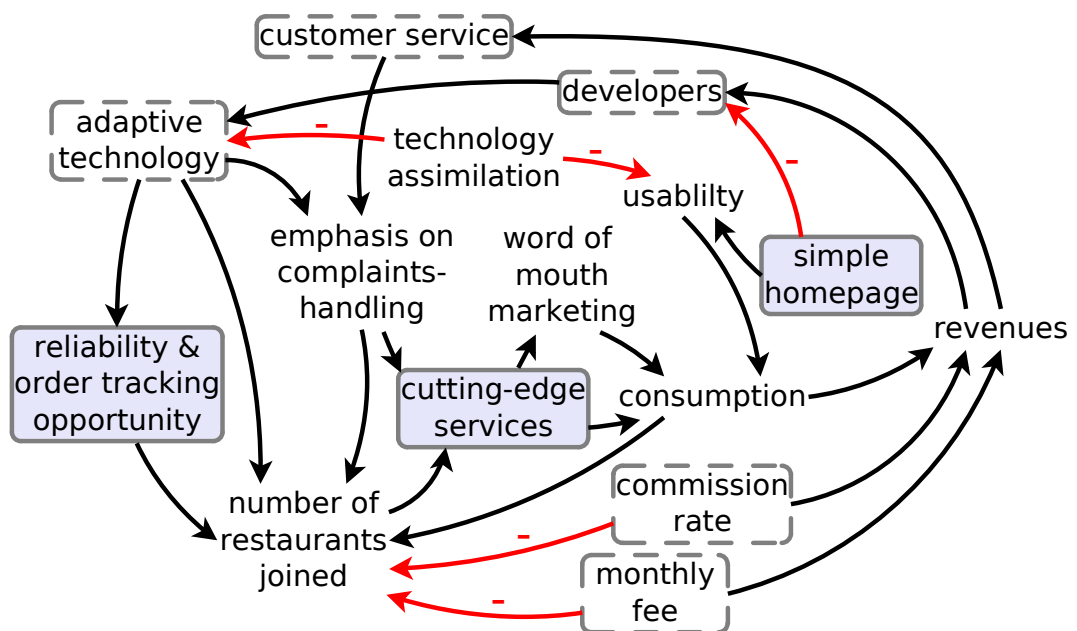 customer service
developers
adaptive
technology
-
technology
assimilation
-
-
usablilty
emphasis on
complaints-
handling
word of
mouth
marketing
simple
homepage
revenues
reliability &
order tracking
opportunity
cutting-edge
services
consumption
number of
restaurants
joined
commission
rate
-
monthly
fee
-